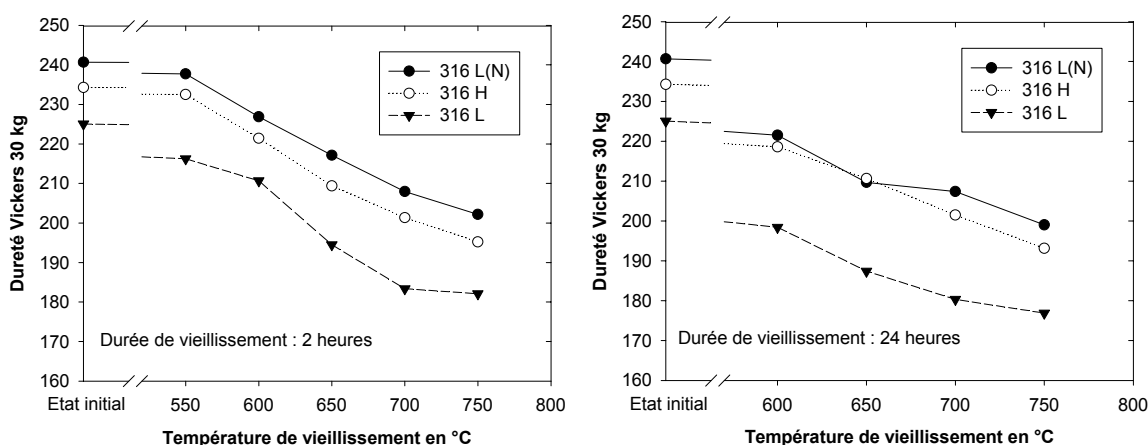 250
240
230
220
210
200
190
180
170
160
Dureté Vickers 30 kg
316 L(N)
316 H
316 L
Durée de vieillissement : 2 heures
Etat initial 550 600 650 700 750 800
Température de vieillissement en °C
250
240
230
220
210
200
190
180
170
160
Dureté Vickers 30 kg
316 L(N)
316 H
316 L
Durée de vieillissement : 24 heures
Etat initial 600 650 700 750 800
Température de vieillissement en °C